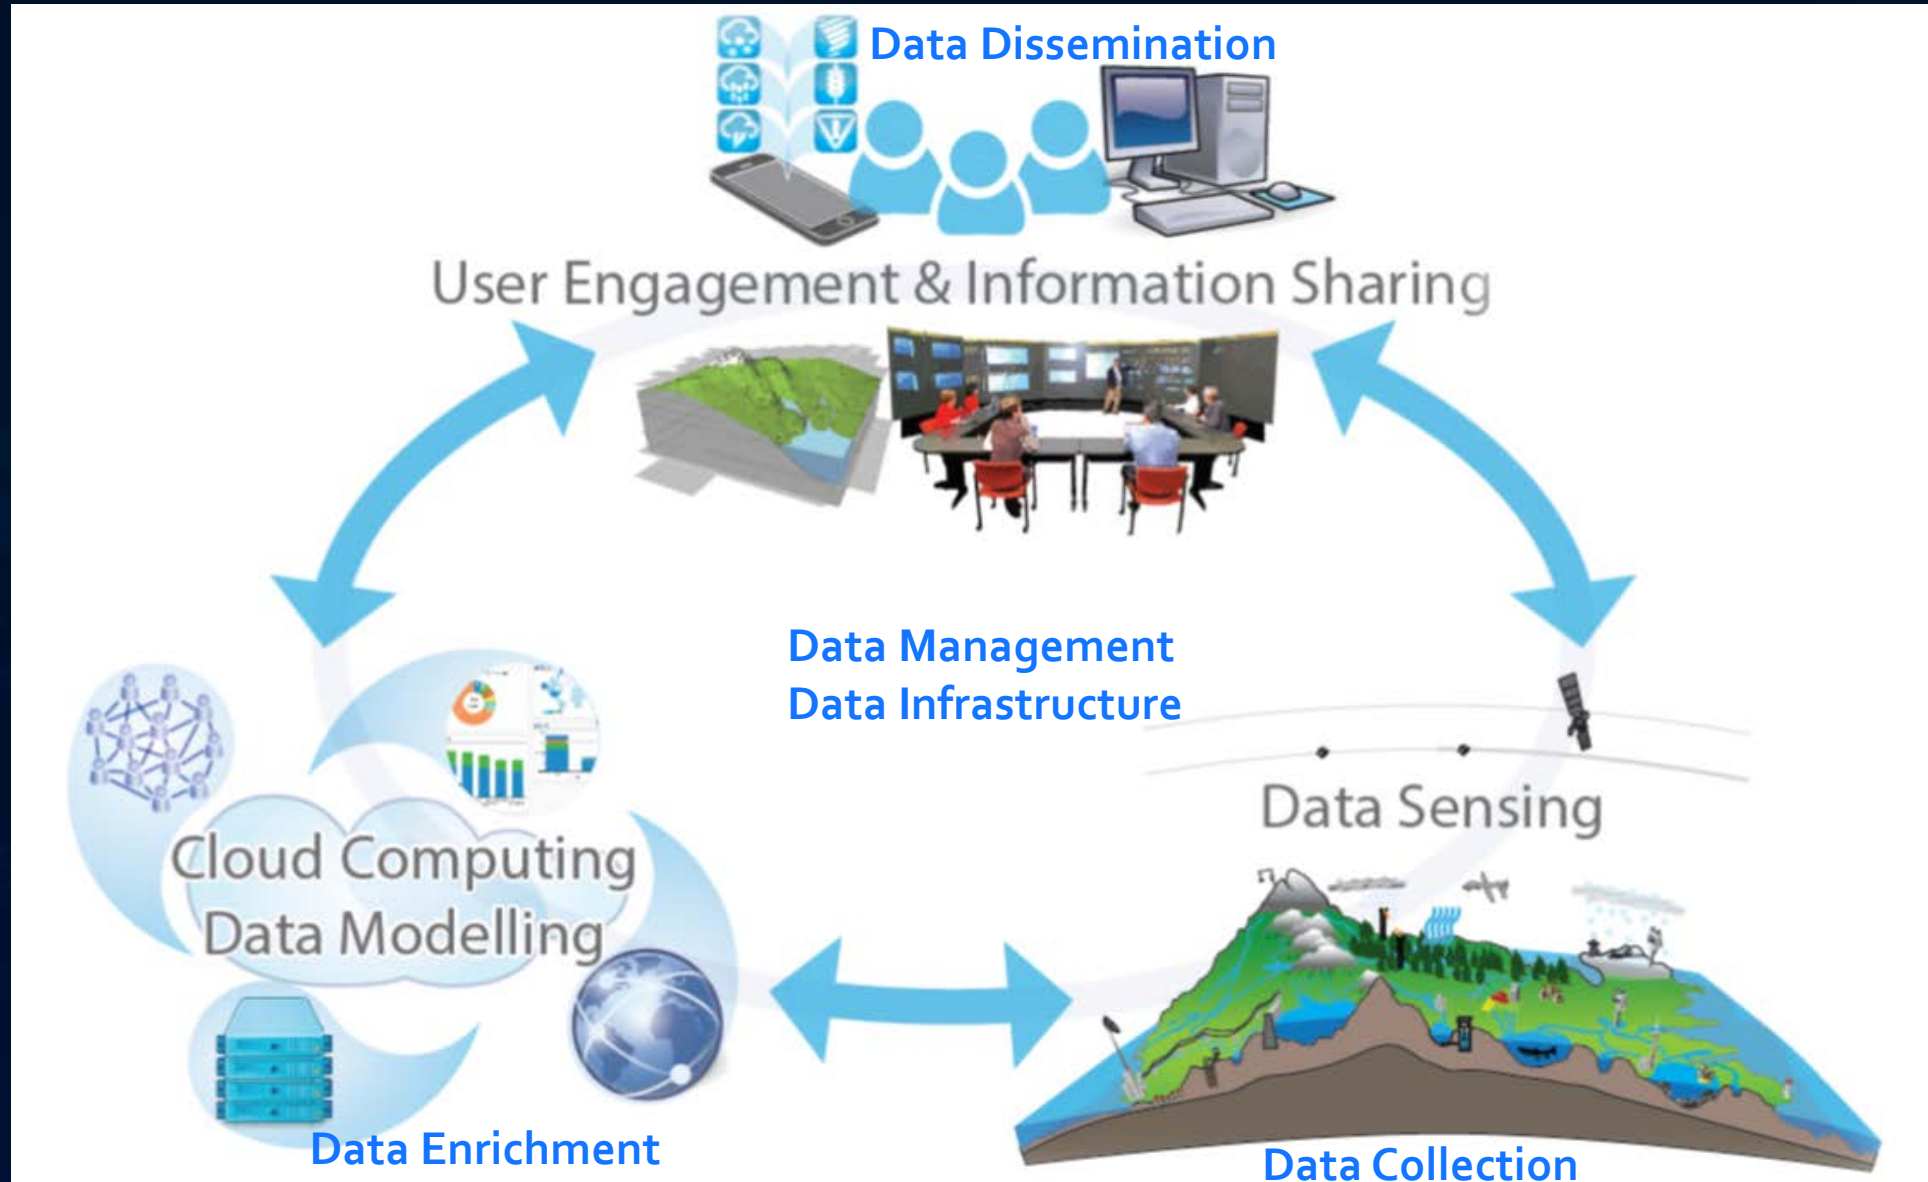 Data Dissemination
User Engagement & Information Sharing
Data Management
Data Infrastructure
Data Sensing
Cloud Computing
Data Modelling
Data Enrichment
Data Collection